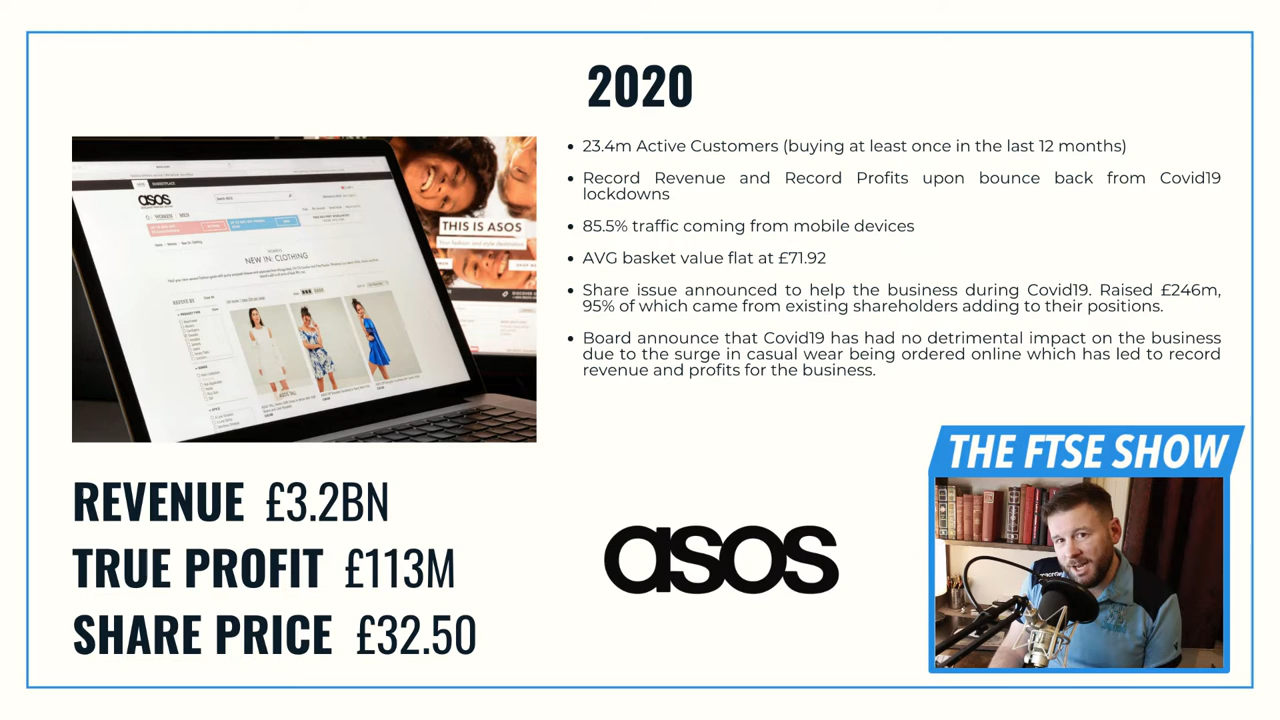 2020
• 23.4m Active Customers (buying at least once in the last 12 months)
• Record Revenue and Record Profits upon bounce back from Covid19
lockdowns
• 85.5% traffic coming from mobile devices
• AVG basket value flat at £71.92
• Share issue announced to help the business during Covid19. Raised £246m,
95% of which came from existing shareholders adding to their positions.
• Board announce that Covid19 has had no detrimental impact on the business
due to the surge in casual wear being ordered online which has led to record
revenue and profits for the business.
asos
THIS IS ASOS
Your fashion and style destination
NEW IN: CLOTHING
REVENUE £3.2BN
TRUE PROFIT £113M
SHARE PRICE £32.50
asos
THE FTSE SHOW